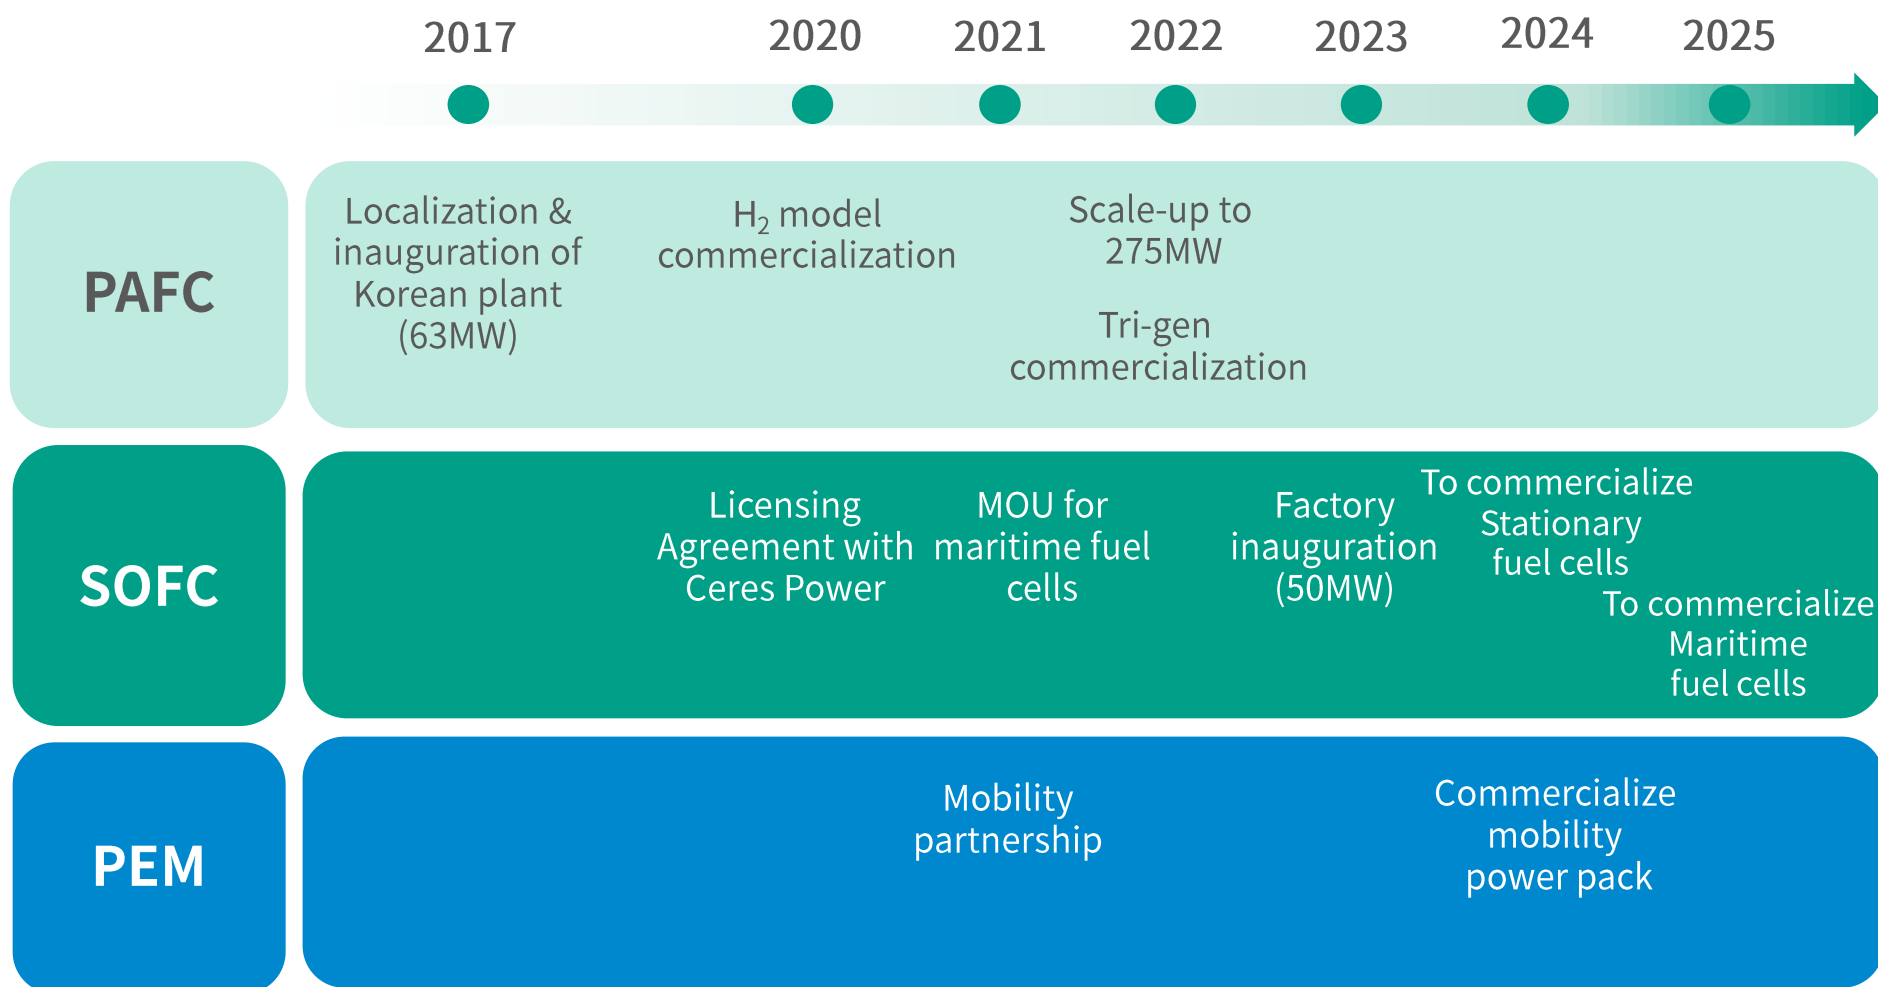 2017
2020
2021
2022
2023
2024
2025
PAFC
Localization &
inauguration of
Korean plant
(63MW)
H₂ model
commercialization
Scale-up to
275MW
Tri-gen
commercialization
SOFC
Licensing
Agreement with
Ceres Power
MOU for
maritime fuel
cells
Factory
inauguration
(50MW)
To commercialize
Stationary
fuel cells
To commercialize
Maritime
fuel cells
PEM
Mobility
partnership
Commercialize
mobility
power pack